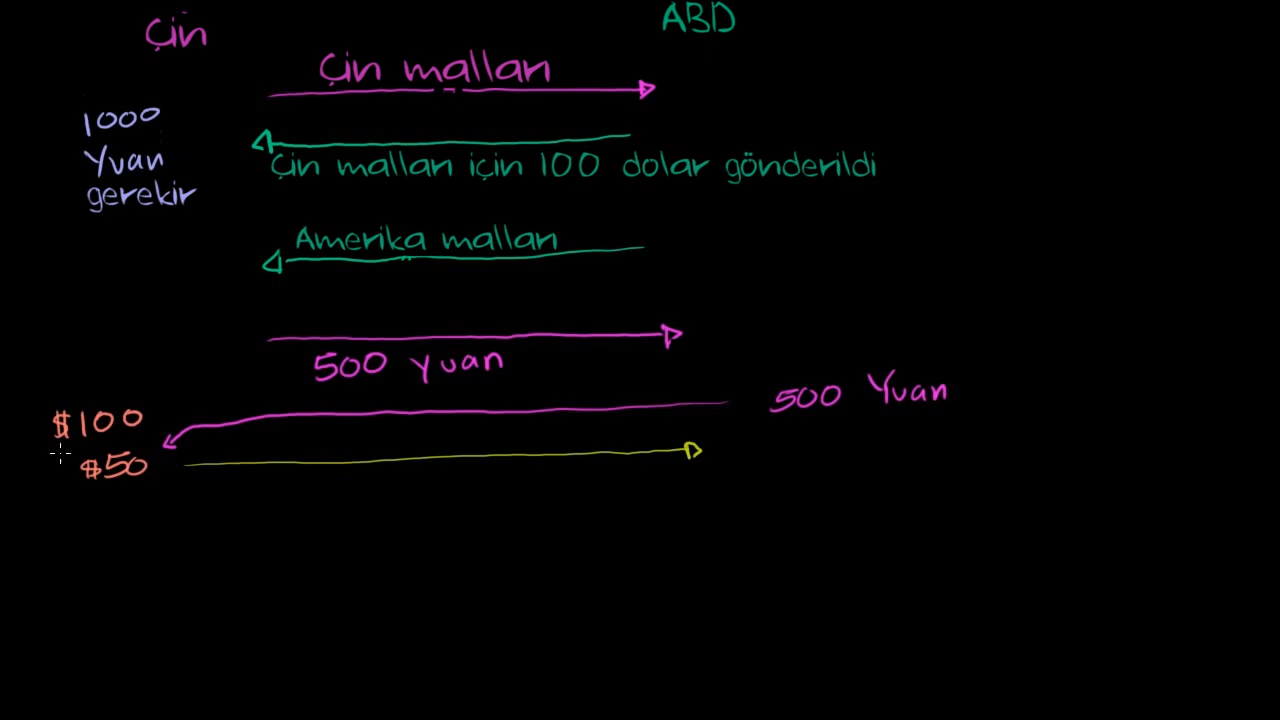 Çin
ABD
Çin malları
1000
Yuan
gerekir
Çin malları için 100 dolar gönderildi
Amerika malları
500 Yuan
500 Yuan
$100
$50